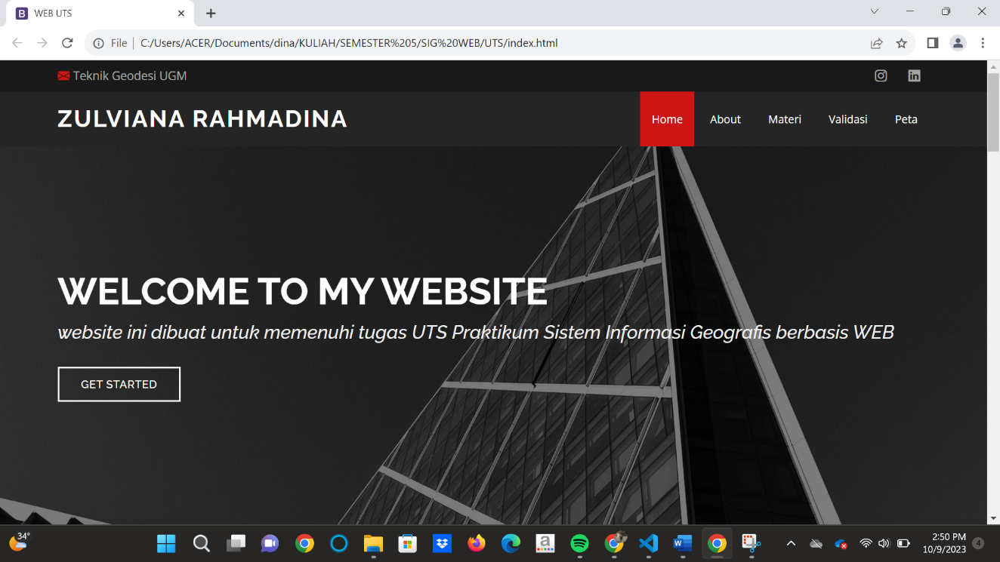 WEB UTS
File
C:/Users/ACER/Documents/dina/KULIAH/SEMESTER%205/SIG%20WEB/UTS/index.html
Teknik Geodesi UGM
ZULVIANA RAHMADINA
Home About Materi Validasi Peta
WELCOME TO MY WEBSITE
website ini dibuat untuk memenuhi tugas UTS Praktikum Sistem Informasi Geografis berbasis WEB
GET STARTED
34°
2:50 PM
10/9/2023
4